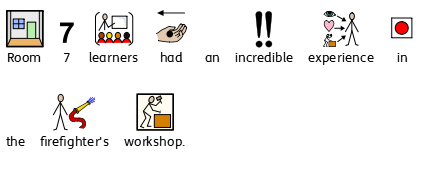 Room 7 learners had an incredible experience in
the firefighter's workshop.